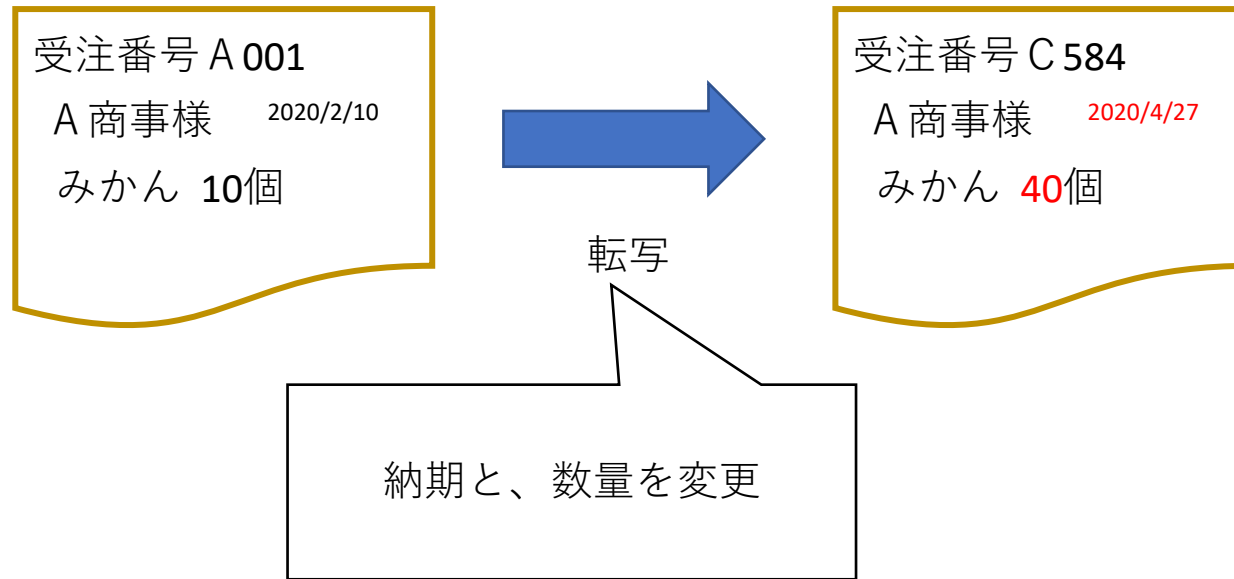 受注番号A001
A商事様 2020/2/10
みかん 10個
転写
納期と、数量を変更
受注番号C584
A商事様 2020/4/27
みかん 40個